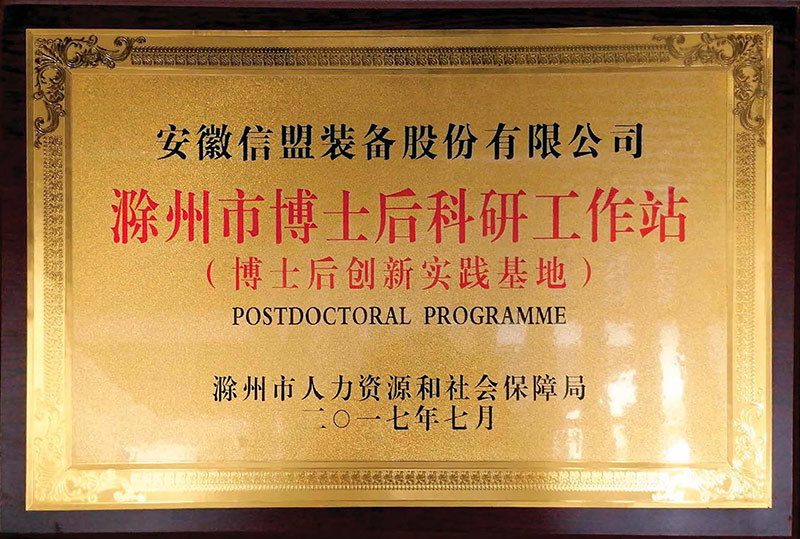 安徽信盟装备股份有限公司
滁州市博士后科研工作站
（博士后创新实践基地）
POSTDOCTORAL PROGRAMME
滁州市人力资源和社会保障局
二〇一七年七月